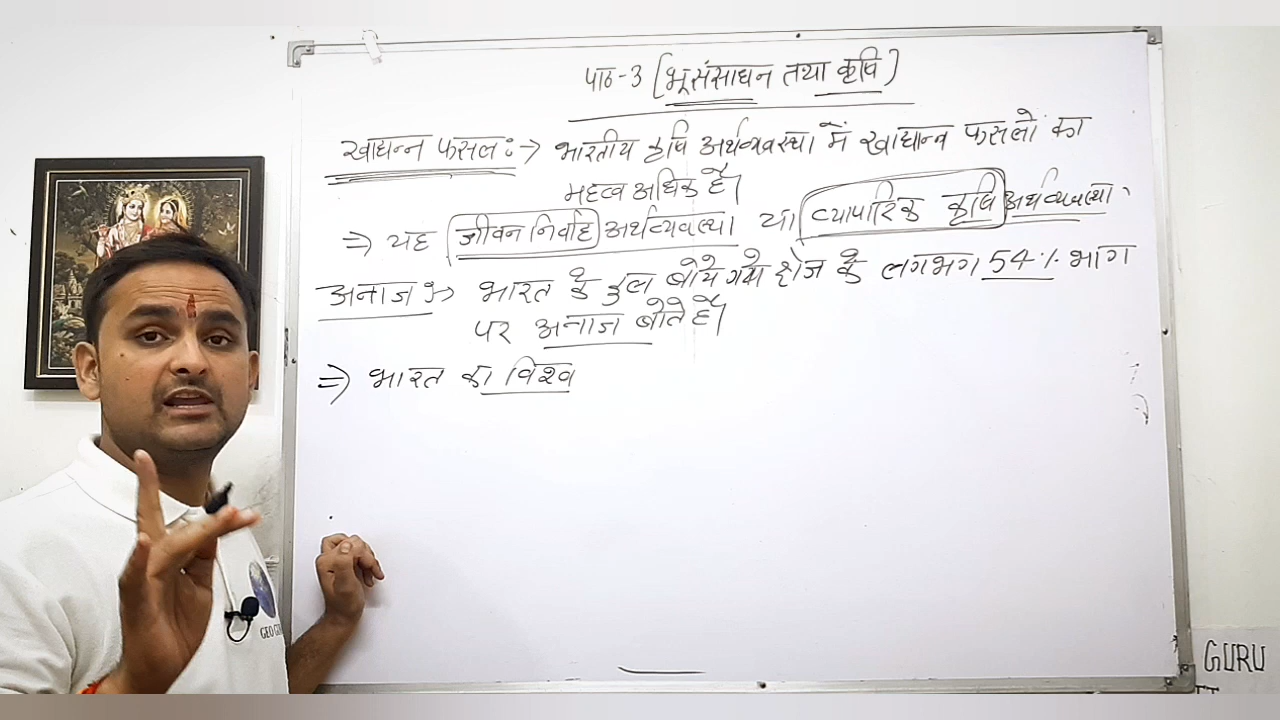 पाठ-3 [भूसंसाधन तथा कृषि]
खाद्यन्न फसल :→ भारतीय कृषि अर्थव्यवस्था में खाद्यान्न फसलों का
महत्व अधिक है।
⇒ यह जीवन निर्वाह अर्थव्यवस्था या व्यापारिक कृषि अर्थव्यवस्था
अनाज :→ भारत के कुल बोये गये क्षेत्र के लगभग 54% भाग
पर अनाज बोते है।
⇒ भारत का विश्व
GURU